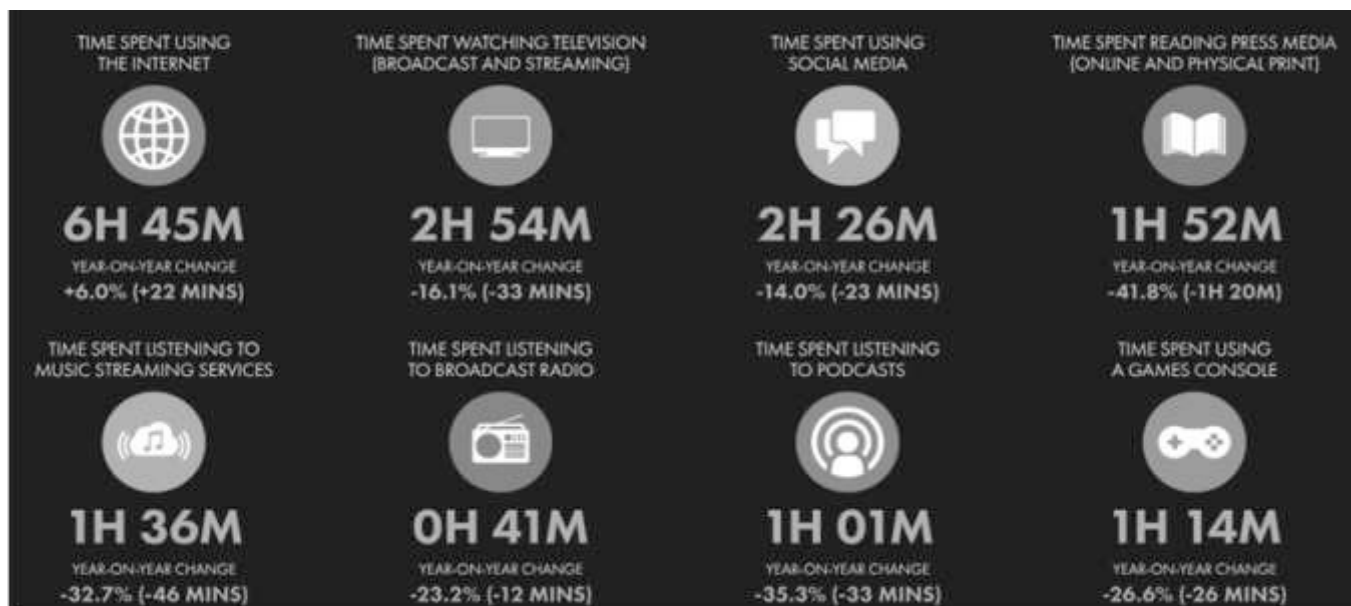 TIME SPENT USING
THE INTERNET
6H 45M
YEAR-ON-YEAR CHANGE
+6.0% (+22 MINS)
TIME SPENT WATCHING TELEVISION
(BROADCAST AND STREAMING)
2H 54M
YEAR-ON-YEAR CHANGE
-16.1% (-33 MINS)
TIME SPENT USING
SOCIAL MEDIA
2H 26M
YEAR-ON-YEAR CHANGE
-14.0% (-23 MINS)
TIME SPENT READING PRESS MEDIA
(ONLINE AND PHYSICAL PRINT)
1H 52M
YEAR-ON-YEAR CHANGE
-41.8% (-1H 20M)
TIME SPENT LISTENING TO
MUSIC STREAMING SERVICES
1H 36M
YEAR-ON-YEAR CHANGE
-32.7% (-46 MINS)
TIME SPENT LISTENING
TO BROADCAST RADIO
0H 41M
YEAR-ON-YEAR CHANGE
-23.2% (-12 MINS)
TIME SPENT LISTENING
TO PODCASTS
1H 01M
YEAR-ON-YEAR CHANGE
-35.3% (-33 MINS)
TIME SPENT USING
A GAMES CONSOLE
1H 14M
YEAR-ON-YEAR CHANGE
-26.6% (-26 MINS)